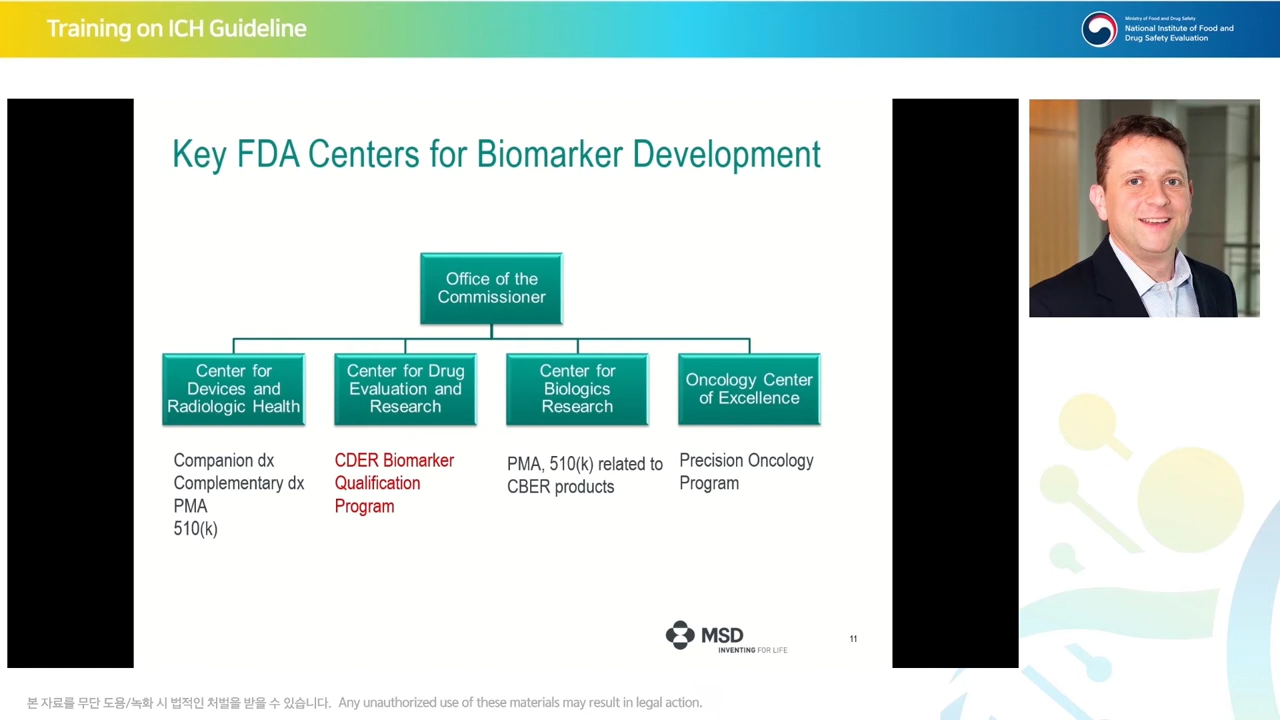 Training on ICH Guideline
Ministry of Food and Drug Safety
National Institute of Food and
Drug Safety Evaluation
Key FDA Centers for Biomarker Development
Office of the
Commissioner
Center for
Devices and
Radiologic Health
Center for Drug
Evaluation and
Research
Center for
Biologics
Research
Oncology Center
of Excellence
Companion dx
Complementary dx
PMA
510(k)
CDER Biomarker
Qualification
Program
PMA, 510(k) related to
CBER products
Precision Oncology
Program
MSD
INVENTING FOR LIFE
11
본 자료를 무단 도용/녹화 시 법적인 처벌을 받을 수 있습니다. Any unauthorized use of these materials may result in legal action.